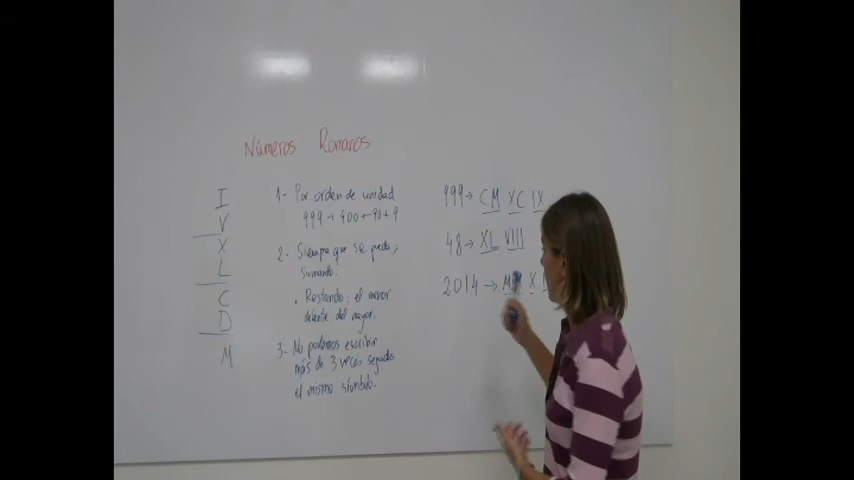 Números Romanos
I
V
X
L
C
D
M
1- Por orden de unidad
999 → 900 + 90 + 9
2- Siempre que se pueda,
sumando.
• Restando, el menor
delante del mayor.
3- No podemos escribir
más de 3 veces seguidas
el mismo símbolo.
999 → CM XC IX
48 → XL VIII
2014 → MM X I